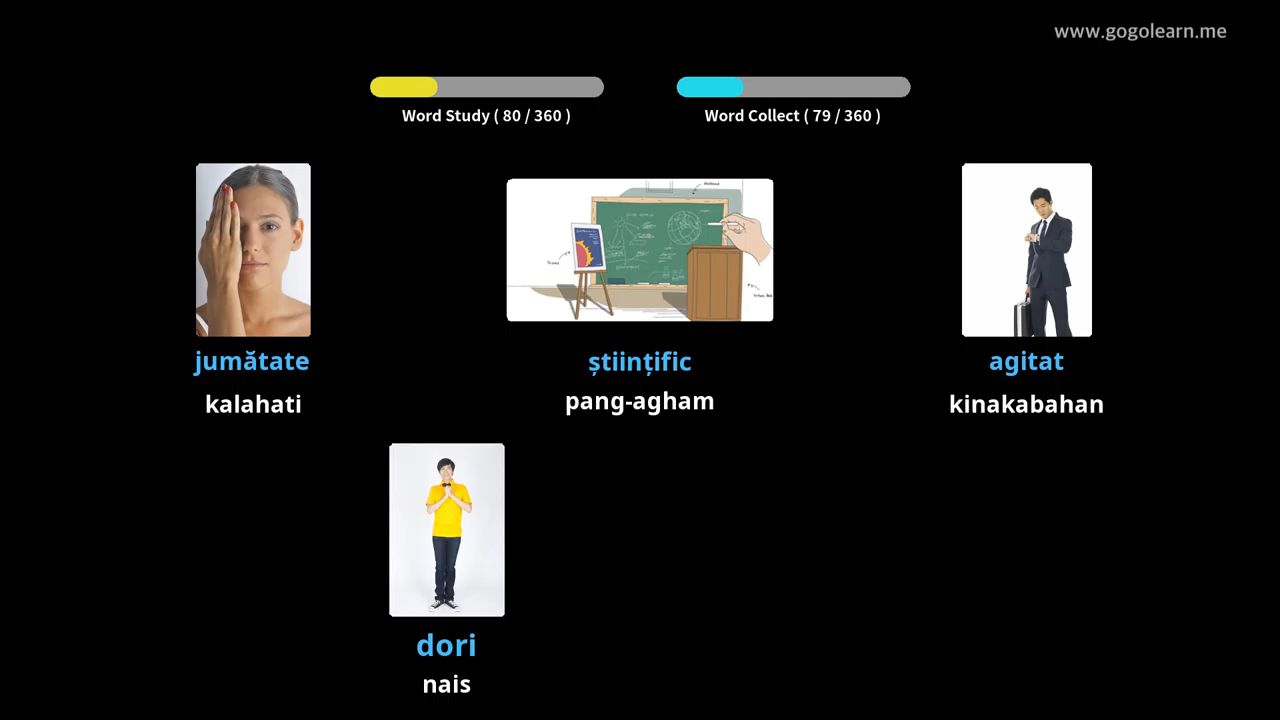 www.gogolearn.me
Word Study ( 80 / 360 )
Word Collect ( 79 / 360 )
jumătate
științific
agitat
kalahati
pang-agham
kinakabahan
dori
nais